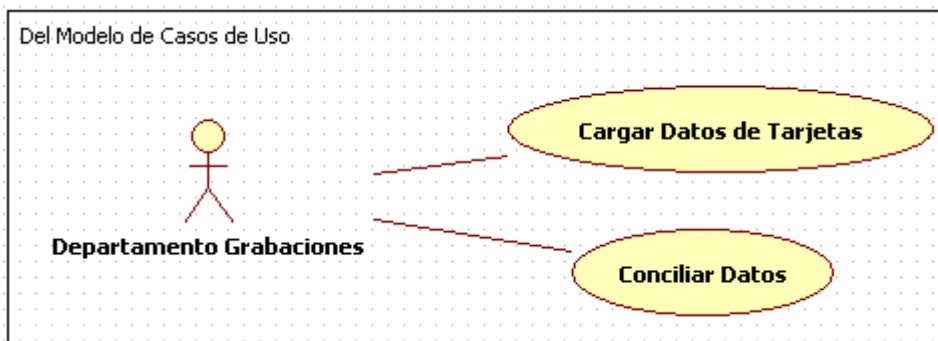 Del Modelo de Casos de Uso
Cargar Datos de Tarjetas
Departamento Grabaciones
Conciliar Datos